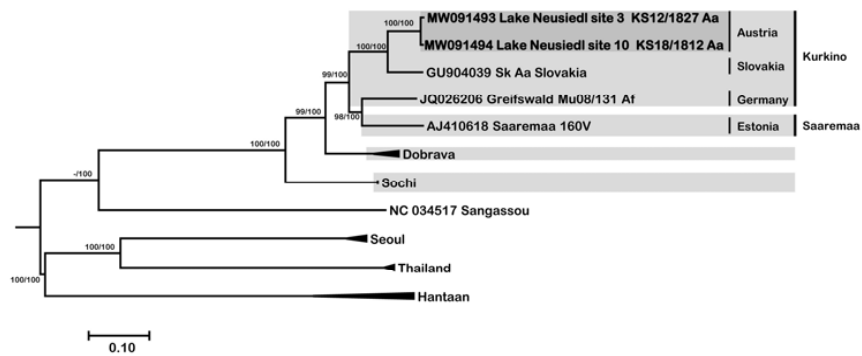 100/100 MW091493 Lake Neusiedl site 3 KS12/1827 Aa
Austria
100/100 MW091494 Lake Neusiedl site 10 KS18/1812 Aa
Kurkino
99/100 GU904039 Sk Aa Slovakia Slovakia
99/100 JQ026206 Greifswald Mu08/131 Af Germany
98/100 AJ410618 Saaremaa 160V Estonia Saaremaa
100/100 Dobrava
-/100 Sochi
NC 034517 Sangassou
100/100 Seoul
100/100 Thailand
Hantaan
0.10